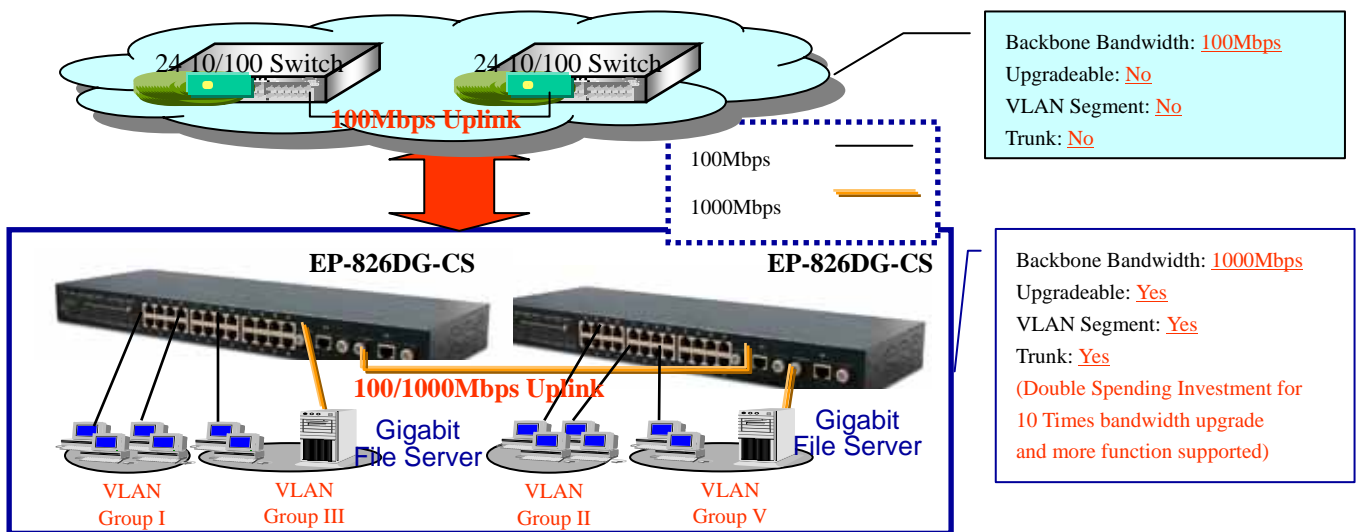 24 10/100 Switch
24 10/100 Switch
100Mbps Uplink
Backbone Bandwidth: 100Mbps
Upgradeable: No
VLAN Segment: No
Trunk: No
100Mbps
1000Mbps
EP-826DG-CS
EP-826DG-CS
100/1000Mbps Uplink
Gigabit
File Server
Gigabit
File Server
VLAN
Group I
VLAN
Group III
VLAN
Group II
VLAN
Group V
Backbone Bandwidth: 1000Mbps
Upgradeable: Yes
VLAN Segment: Yes
Trunk: Yes
(Double Spending Investment for
10 Times bandwidth upgrade
and more function supported)